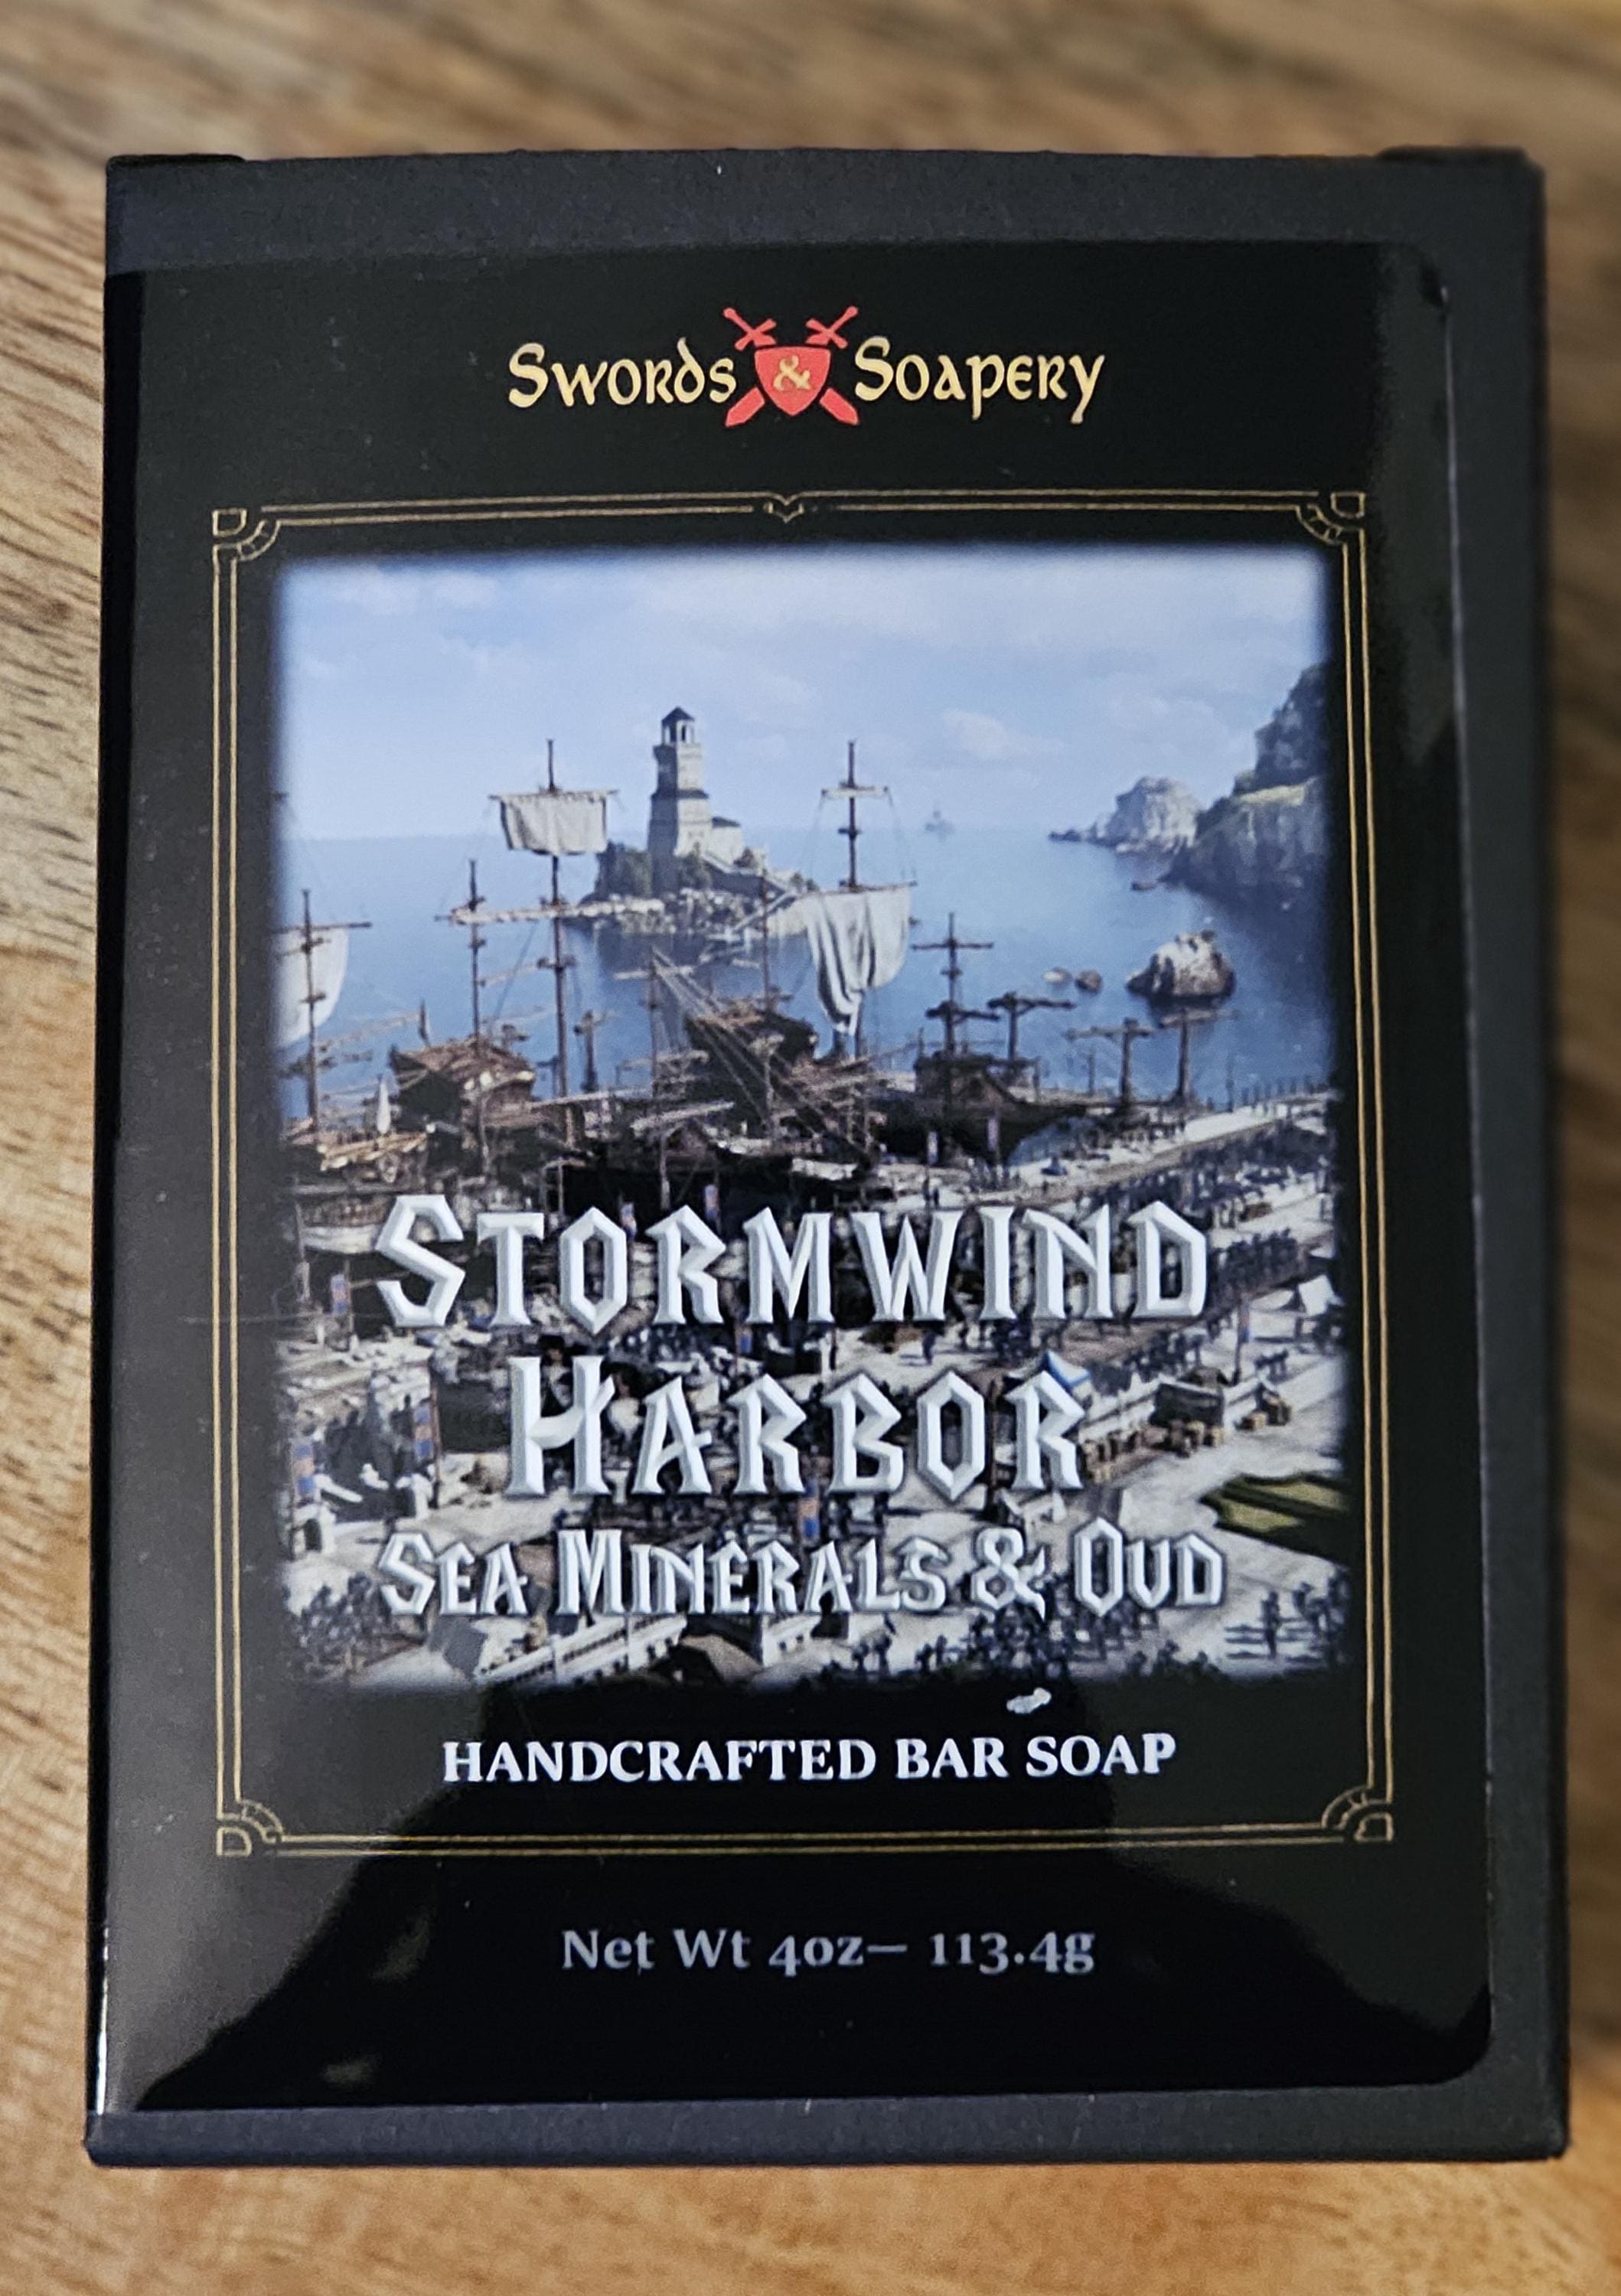 Swords & Soapery
Stormwind
Harbor
Sea Minerals & Oud
HANDCRAFTED BAR SOAP
Net Wt 4oz— 113.4g